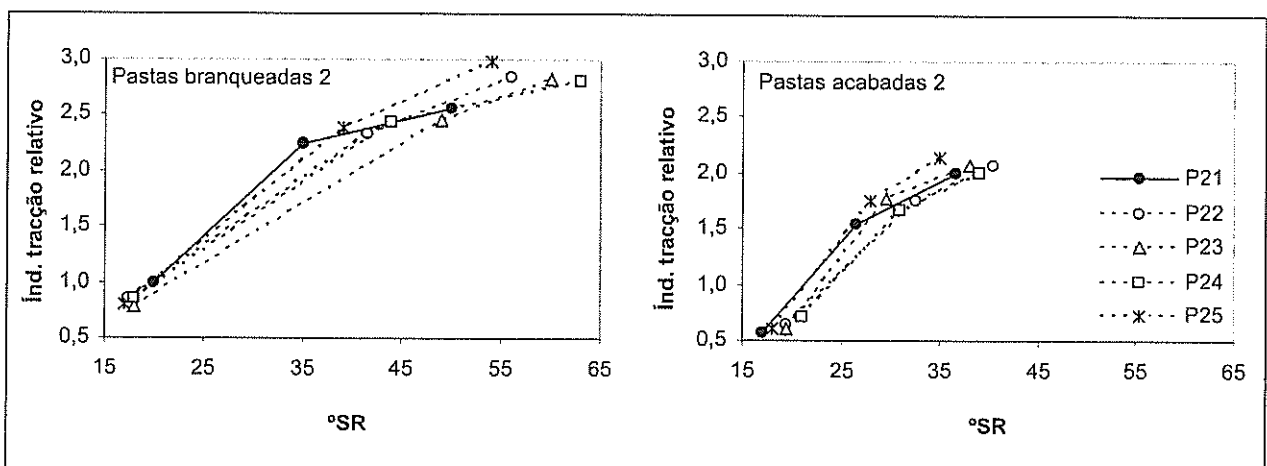 Pastas branqueadas 2
Índ. tracção relativo
3,0
2,5
2,0
1,5
1,0
0,5
15 25 35 45 55 65
ºSR
Pastas acabadas 2
Índ. tracção relativo
3,0
2,5
2,0
1,5
1,0
0,5
15 25 35 45 55 65
ºSR
P21
P22
P23
P24
P25